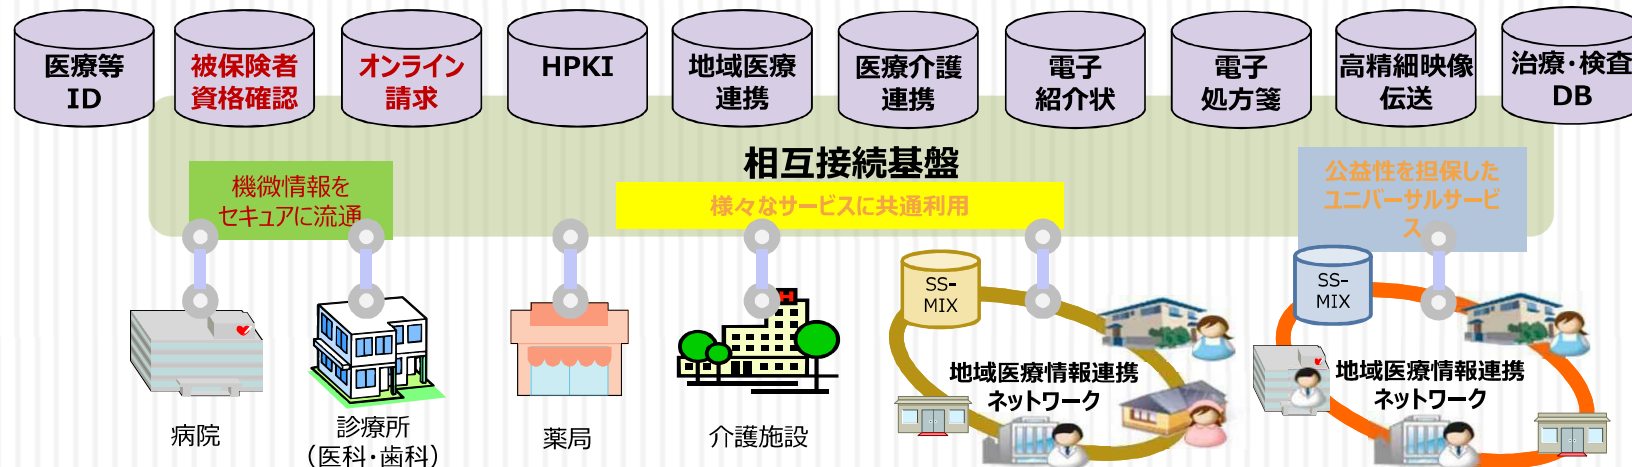 医療等
ID
被保険者
資格確認
オンライン
請求
HPKI
地域医療
連携
医療介護
連携
電子
紹介状
電子
処方箋
高精細映像
伝送
治療・検査
DB
相互接続基盤
機微情報を
セキュアに流通
様々なサービスに共通利用
公益性を担保した
ユニバーサルサービ
ス
SS-
MIX
SS-
MIX
H
地域医療情報連携
ネットワーク
地域医療情報連携
ネットワーク
病院
診療所
（医科・歯科）
薬局
介護施設